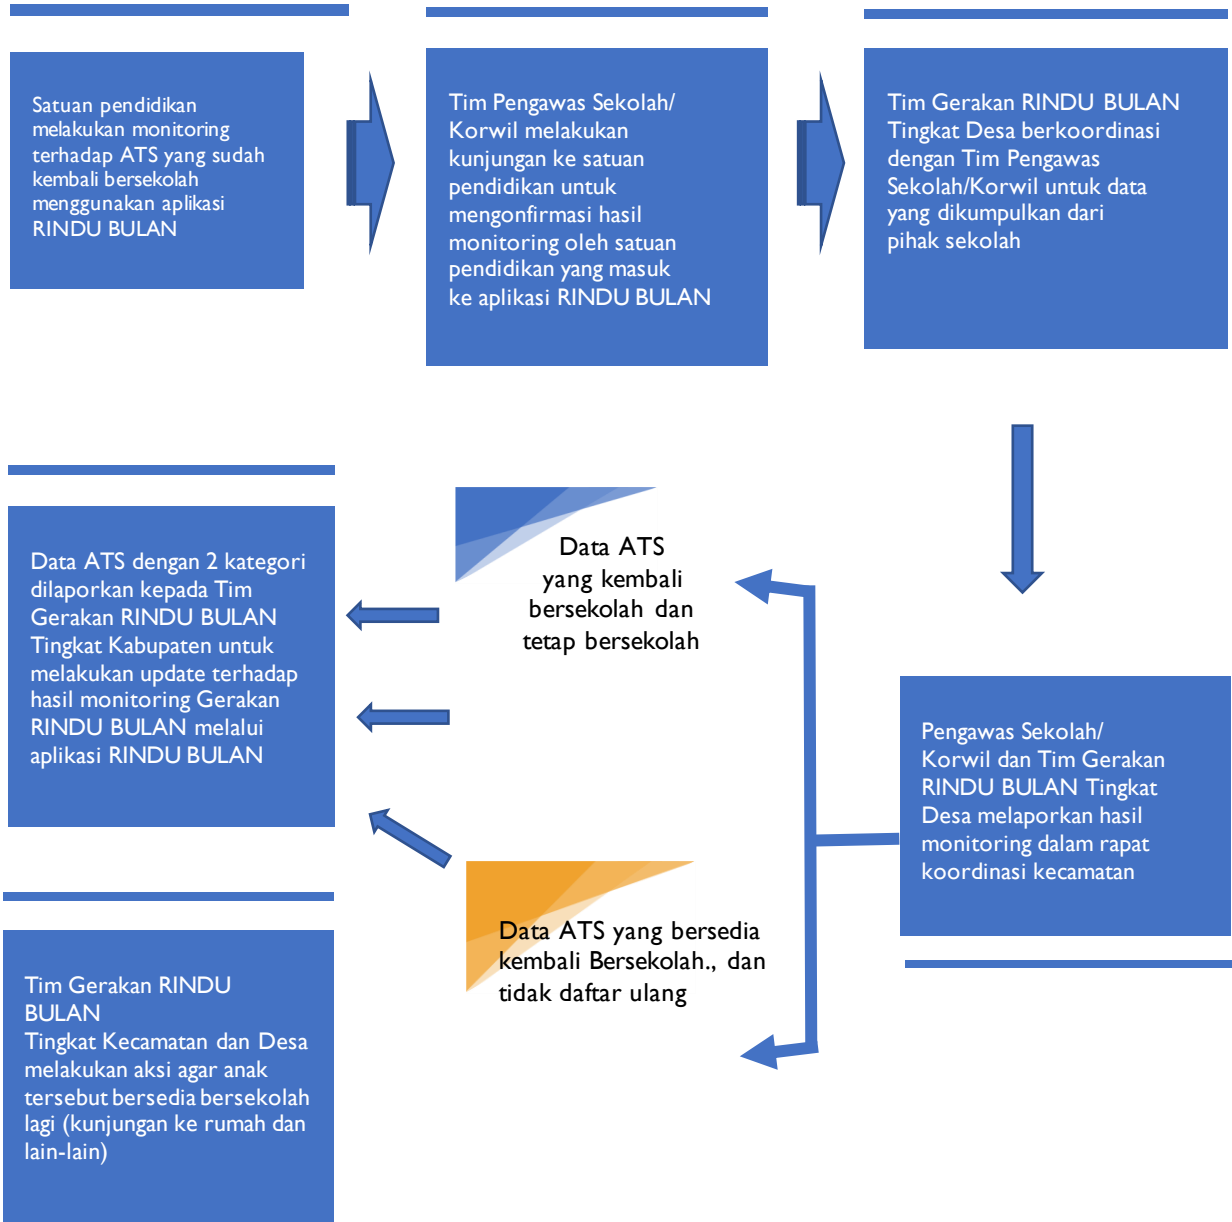 Satuan pendidikan
melakukan monitoring
terhadap ATS yang sudah
kembali bersekolah
menggunakan aplikasi
RINDU BULAN
Tim Pengawas Sekolah/
Korwil melakukan
kunjungan ke satuan
pendidikan untuk
mengonfirmasi hasil
monitoring oleh satuan
pendidikan yang masuk
ke aplikasi RINDU BULAN
Tim Gerakan RINDU BULAN
Tingkat Desa berkoordinasi
dengan Tim Pengawas
Sekolah/Korwil untuk data
yang dikumpulkan dari
pihak sekolah
Pengawas Sekolah/
Korwil dan Tim Gerakan
RINDU BULAN Tingkat
Desa melaporkan hasil
monitoring dalam rapat
koordinasi kecamatan
Data ATS
yang kembali
bersekolah dan
tetap bersekolah
Data ATS yang bersedia
kembali Bersekolah., dan
tidak daftar ulang
Data ATS dengan 2 kategori
dilaporkan kepada Tim
Gerakan RINDU BULAN
Tingkat Kabupaten untuk
melakukan update terhadap
hasil monitoring Gerakan
RINDU BULAN melalui
aplikasi RINDU BULAN
Tim Gerakan RINDU
BULAN
Tingkat Kecamatan dan Desa
melakukan aksi agar anak
tersebut bersedia bersekolah
lagi (kunjungan ke rumah dan
lain-lain)